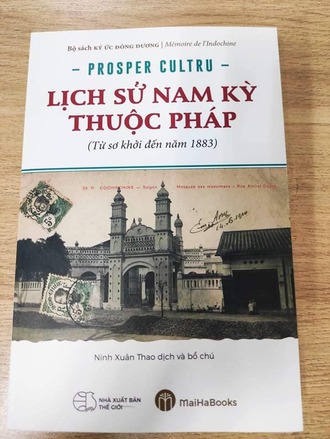 Bộ sách KÝ ỨC ĐÔNG DƯƠNG | Mémoire de l'Indochine
– PROSPER CULTRU –
LỊCH SỬ NAM KỲ
THUỘC PHÁP
(Từ sơ khởi đến năm 1883)
COCHINCHINE – Saigon
Ninh Xuân Thao dịch và bổ chú
NHÀ XUẤT BẢN
THẾ GIỚI
MaiHaBooks